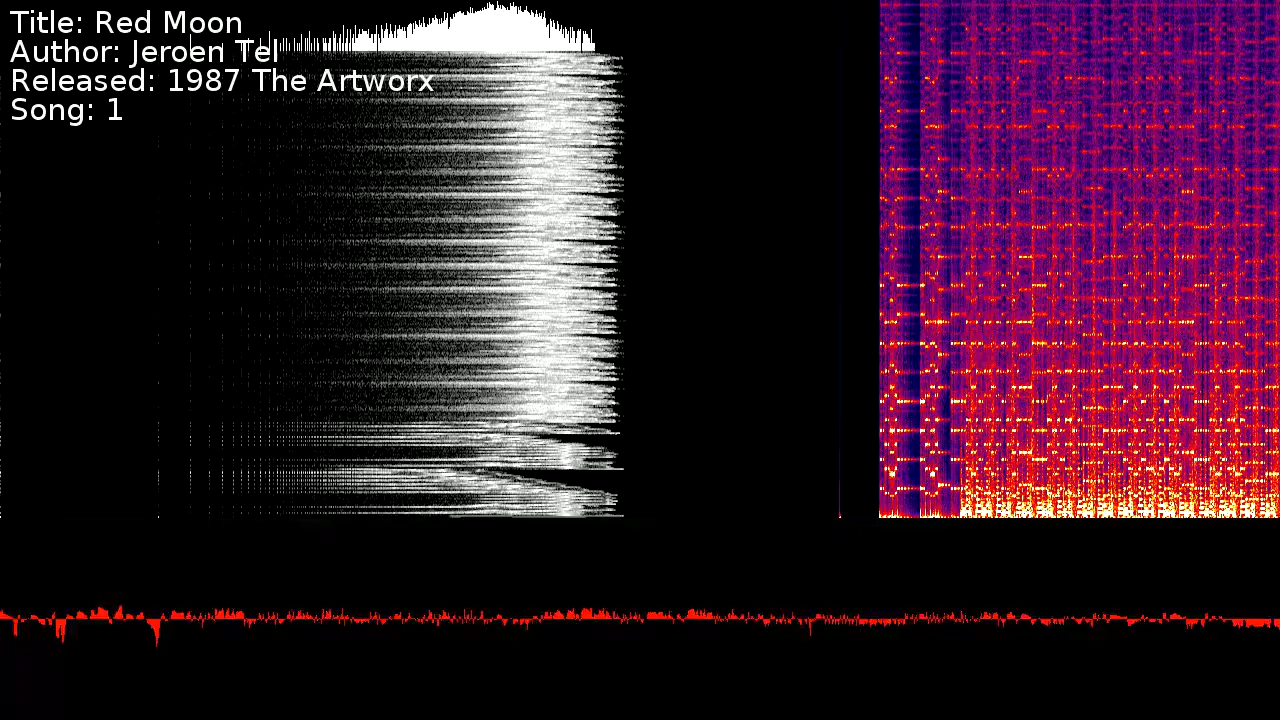 Title: Red Moon
Author: Jeroen Tel
Released: 1987 The Artworx
Song: 1